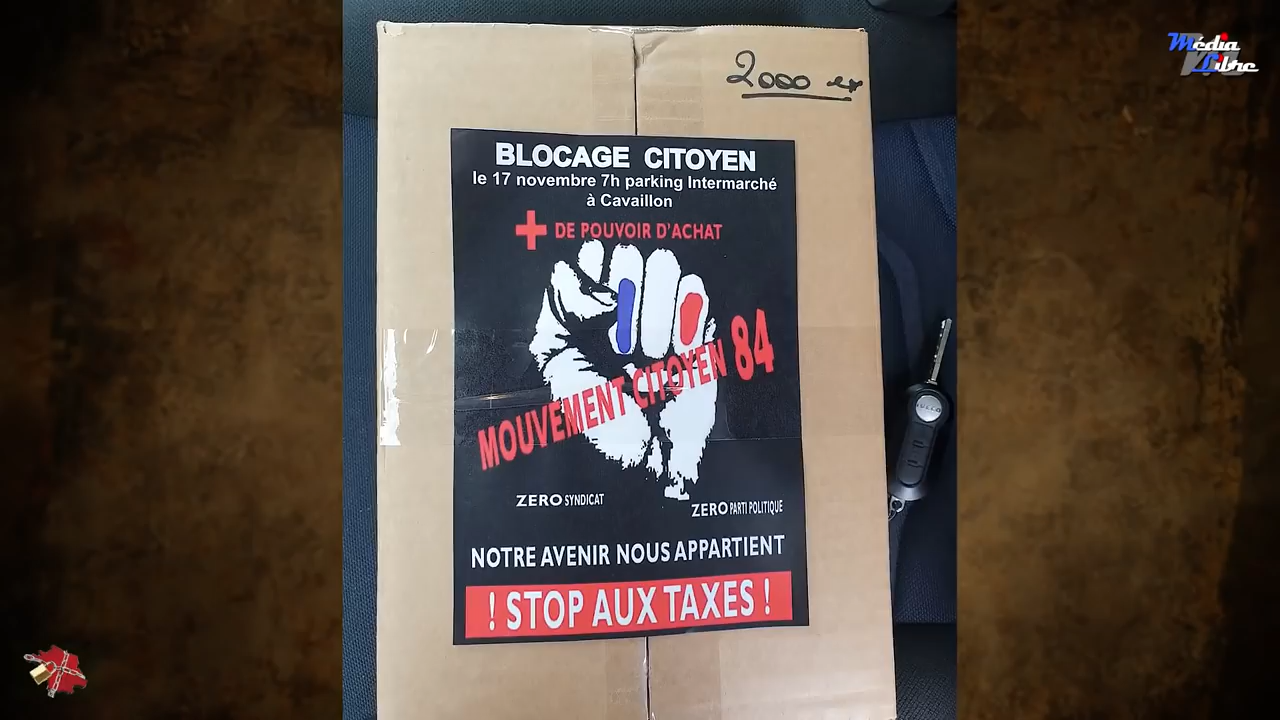 Média
Libre
2000 ex
BLOCAGE CITOYEN
le 17 novembre 7h parking Intermarché
à Cavaillon
+ DE POUVOIR D'ACHAT
MOUVEMENT CITOYEN 84
ZERO SYNDICAT
ZERO PARTI POLITIQUE
NOTRE AVENIR NOUS APPARTIENT
! STOP AUX TAXES !